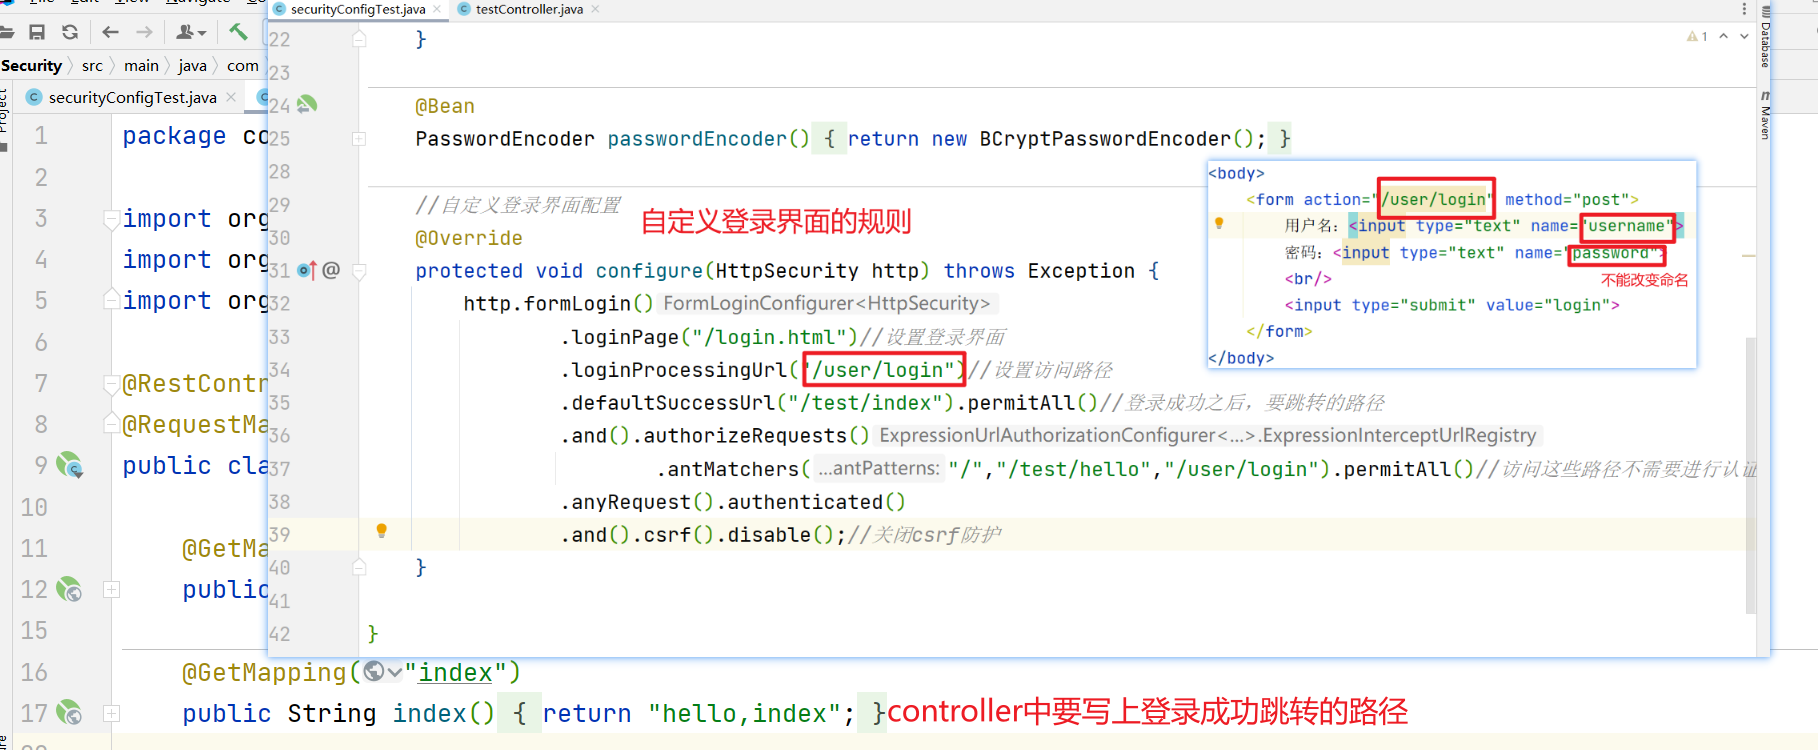 securityConfigTest.java
testController.java
Security
src
main
java
com
securityConfigTest.java
Project
Database
Maven
1
22 }
23
24 @Bean
25 PasswordEncoder passwordEncoder() { return new BCryptPasswordEncoder(); }
28
29 //自定义登录界面配置
自定义登录界面的规则
30 @Override
31 protected void configure(HttpSecurity http) throws Exception {
32 http.formLogin() FormLoginConfigurer<HttpSecurity>
33 .loginPage("/login.html")//设置登录界面
34 .loginProcessingUrl("/user/login")//设置访问路径
35 .defaultSuccessUrl("/test/index").permitAll()//登录成功之后，要跳转的路径
36 .and().authorizeRequests() ExpressionUrlAuthorizationConfigurer<...>.ExpressionInterceptUrlRegistry
37 .antMatchers( ...antPatterns: "/","/test/hello","/user/login").permitAll()//访问这些路径不需要进行认证
38 .anyRequest().authenticated()
39 .and().csrf().disable();//关闭csrf防护
40 }
41
42 }
<body>
<form action="/user/login" method="post">
用户名：<input type="text" name="username">
密码：<input type="text" name="password">
<br/>
不能改变命名
<input type="submit" value="login">
</form>
</body>
1 package co
2
3 import org
4 import org
5 import org
6
7 @RestContr
8 @RequestMa
9 public cla
10
11 @GetMa
12 public
15
16 @GetMapping("index")
17 public String index() { return "hello,index"; }
controller中要写上登录成功跳转的路径